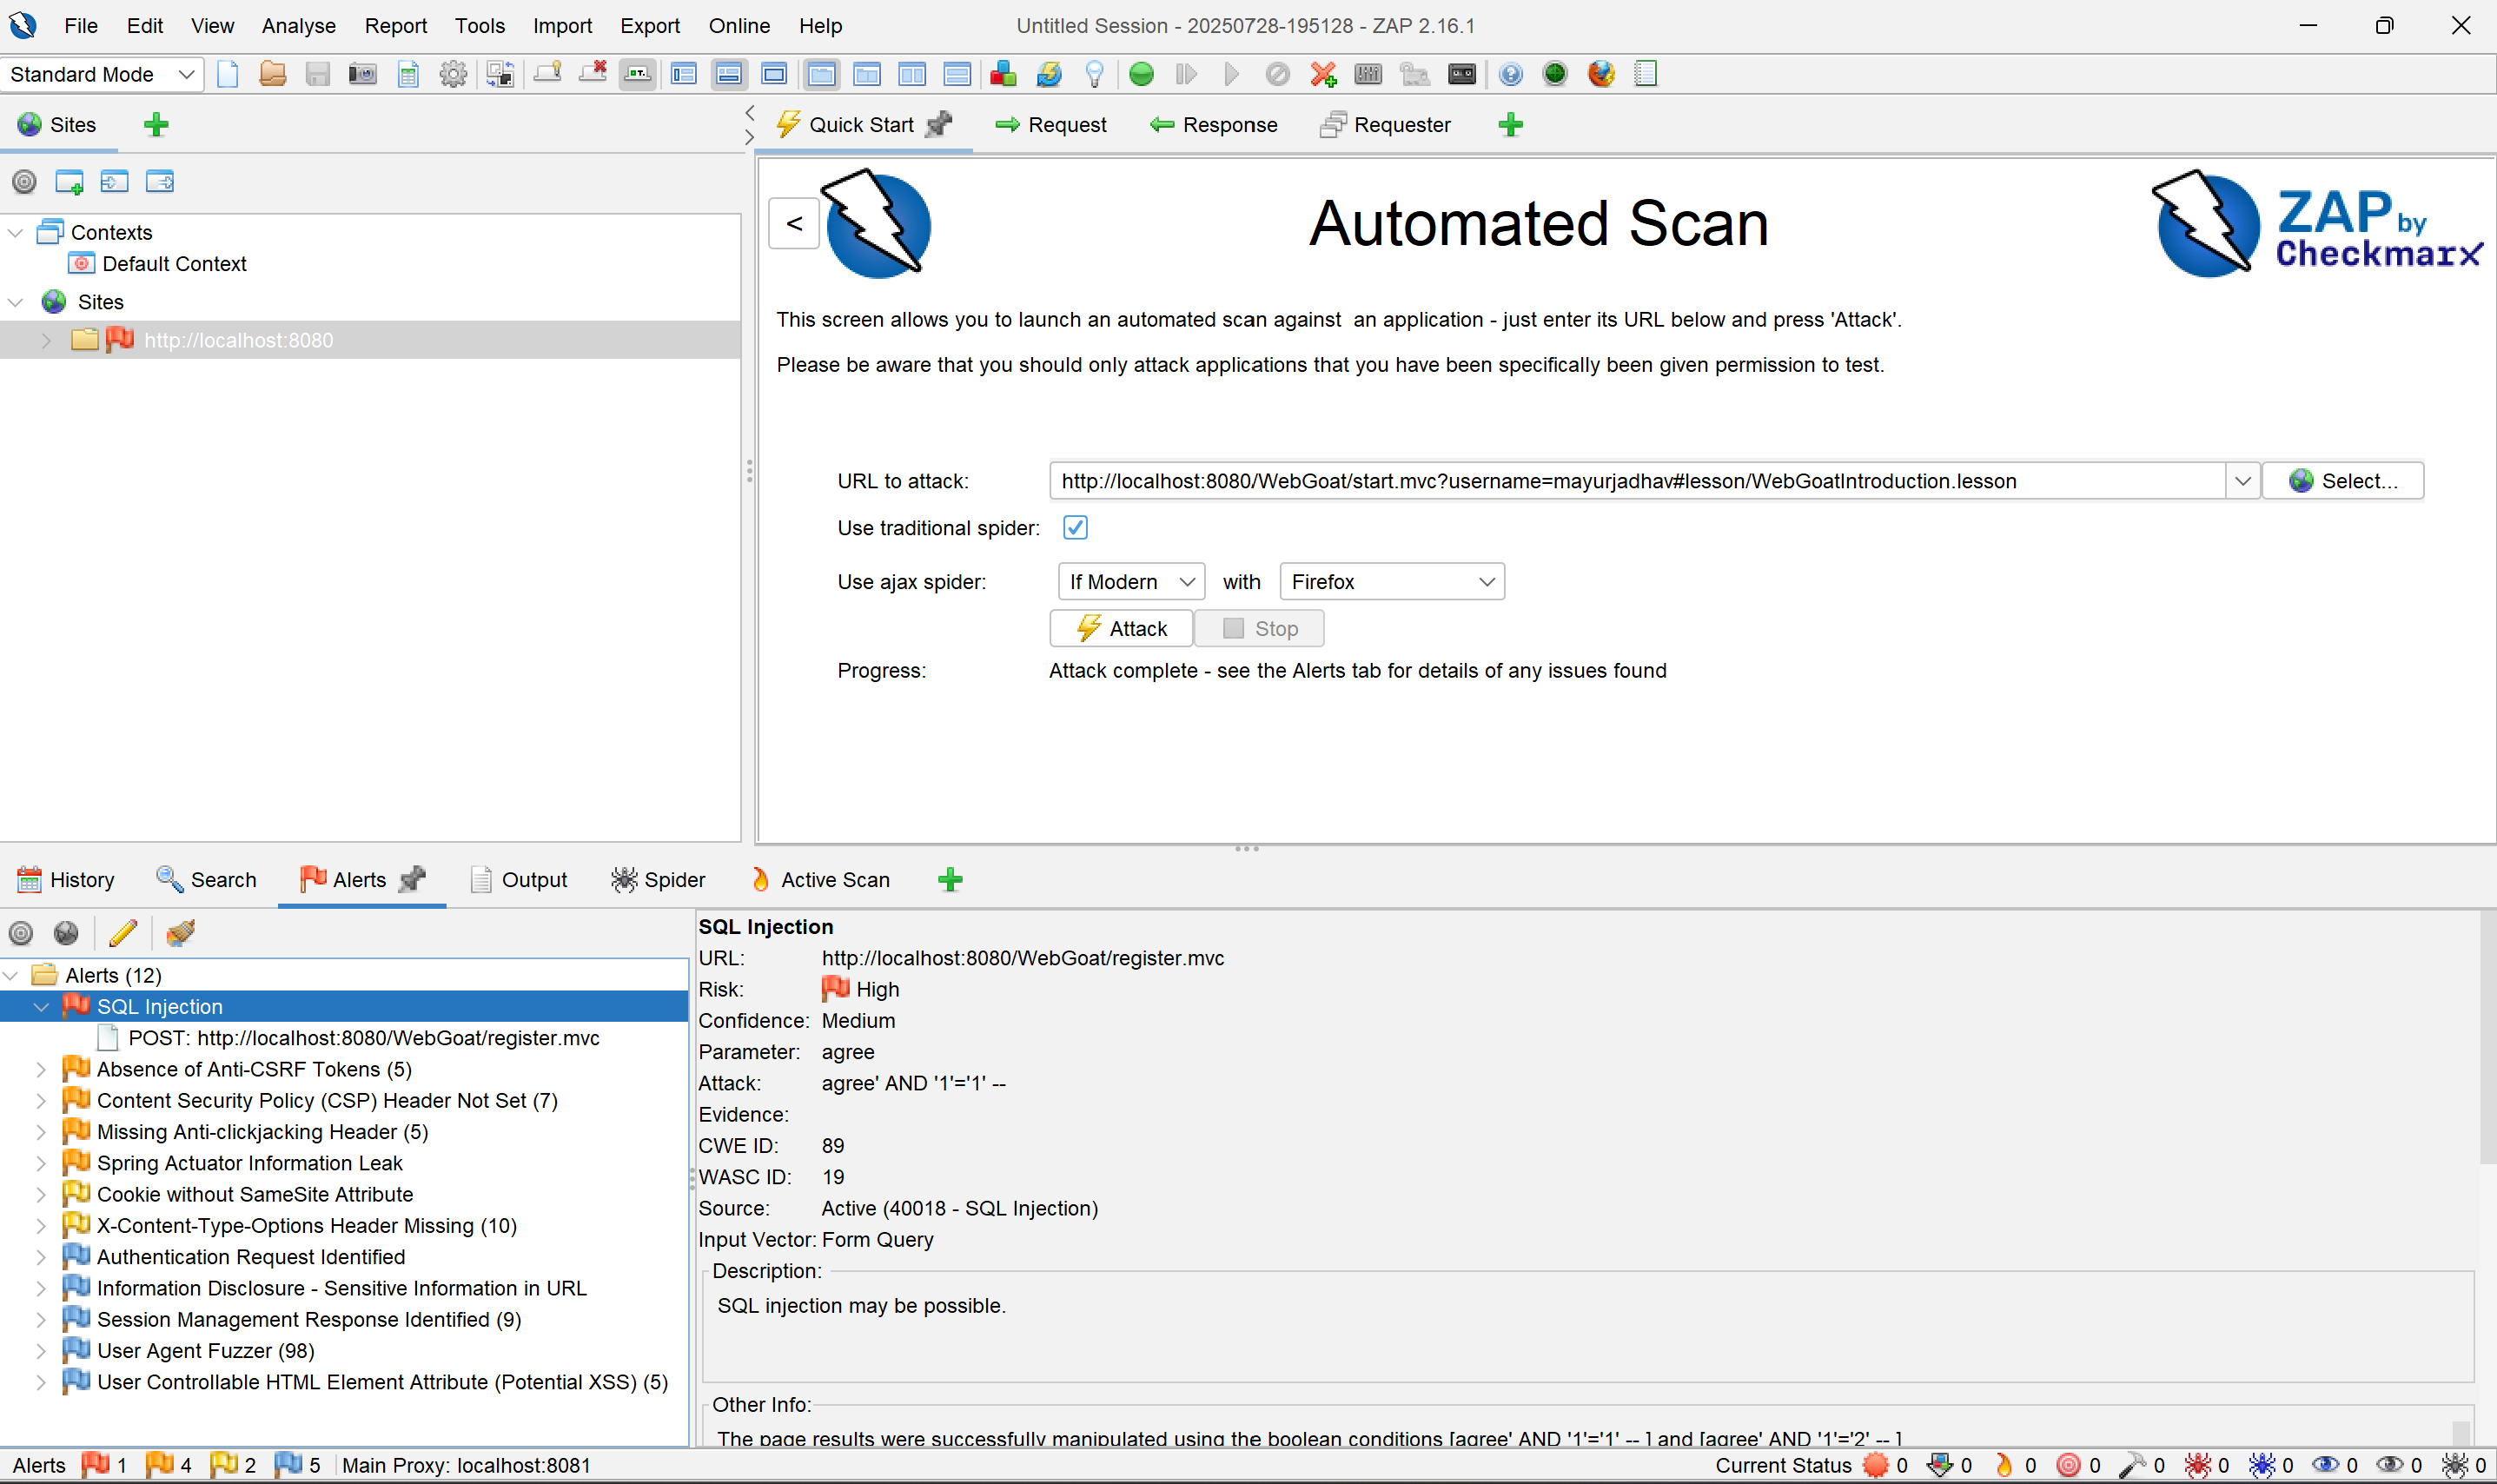 File Edit View Analyse Report Tools Import Export Online Help Untitled Session - 20250728-195128 - ZAP 2.16.1
Standard Mode
Sites
Quick Start Request Response Requester
Contexts
Default Context
Sites
http://localhost:8080
< Automated Scan ZAP by Checkmarx
This screen allows you to launch an automated scan against  an application - just enter its URL below and press 'Attack'.
Please be aware that you should only attack applications that you have been specifically been given permission to test.
URL to attack: http://localhost:8080/WebGoat/start.mvc?username=mayurjadhav#lesson/WebGoatIntroduction.lesson Select...
Use traditional spider:
Use ajax spider: If Modern with Firefox
Attack Stop
Progress: Attack complete - see the Alerts tab for details of any issues found
History Search Alerts Output Spider Active Scan
Alerts (12)
SQL Injection
POST: http://localhost:8080/WebGoat/register.mvc
Absence of Anti-CSRF Tokens (5)
Content Security Policy (CSP) Header Not Set (7)
Missing Anti-clickjacking Header (5)
Spring Actuator Information Leak
Cookie without SameSite Attribute
X-Content-Type-Options Header Missing (10)
Authentication Request Identified
Information Disclosure - Sensitive Information in URL
Session Management Response Identified (9)
User Agent Fuzzer (98)
User Controllable HTML Element Attribute (Potential XSS) (5)
SQL Injection
URL: http://localhost:8080/WebGoat/register.mvc
Risk: High
Confidence: Medium
Parameter: agree
Attack: agree' AND '1'='1' --
Evidence:
CWE ID: 89
WASC ID: 19
Source: Active (40018 - SQL Injection)
Input Vector: Form Query
Description:
SQL injection may be possible.
Other Info:
The page results were successfully manipulated using the boolean conditions [agree' AND '1'='1' -- ] and [agree' AND '1'='2' -- ]
Alerts 1 4 2 5 Main Proxy: localhost:8081 Current Status 0 0 0 0 0 0 0 0 0 0